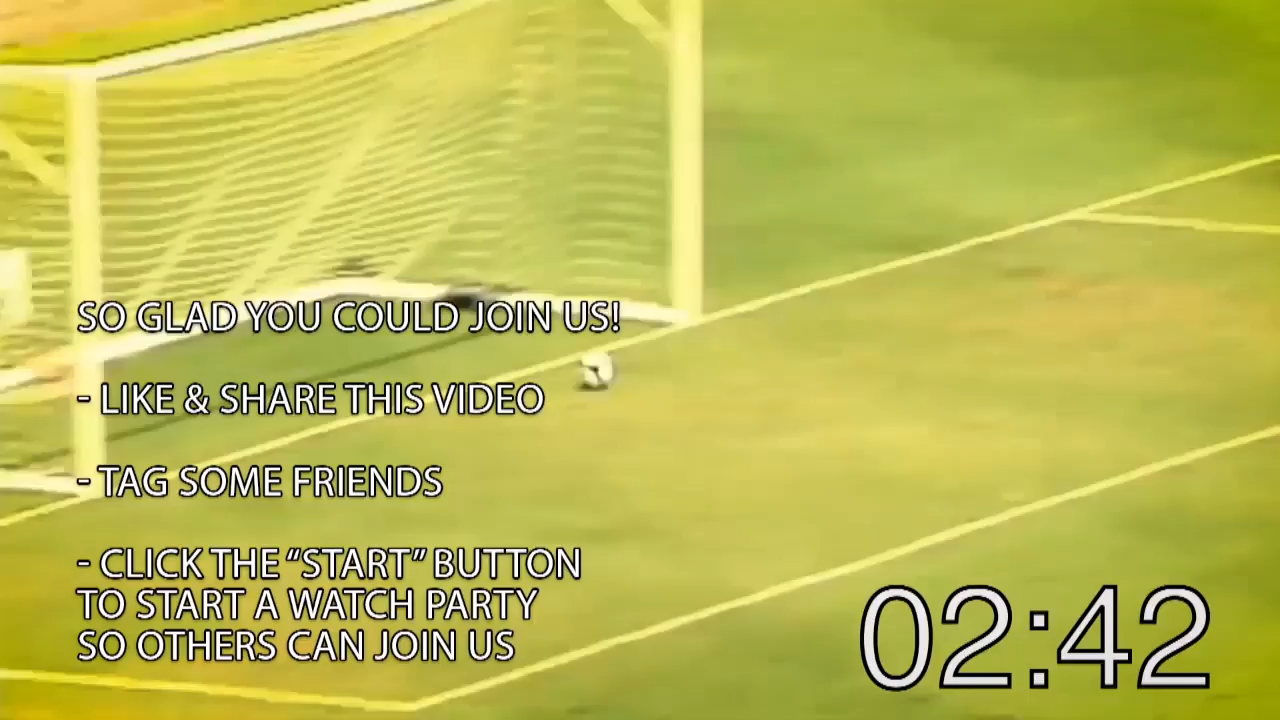 SO GLAD YOU COULD JOIN US!
- LIKE & SHARE THIS VIDEO
- TAG SOME FRIENDS
- CLICK THE “START” BUTTON
TO START A WATCH PARTY
SO OTHERS CAN JOIN US
02:42